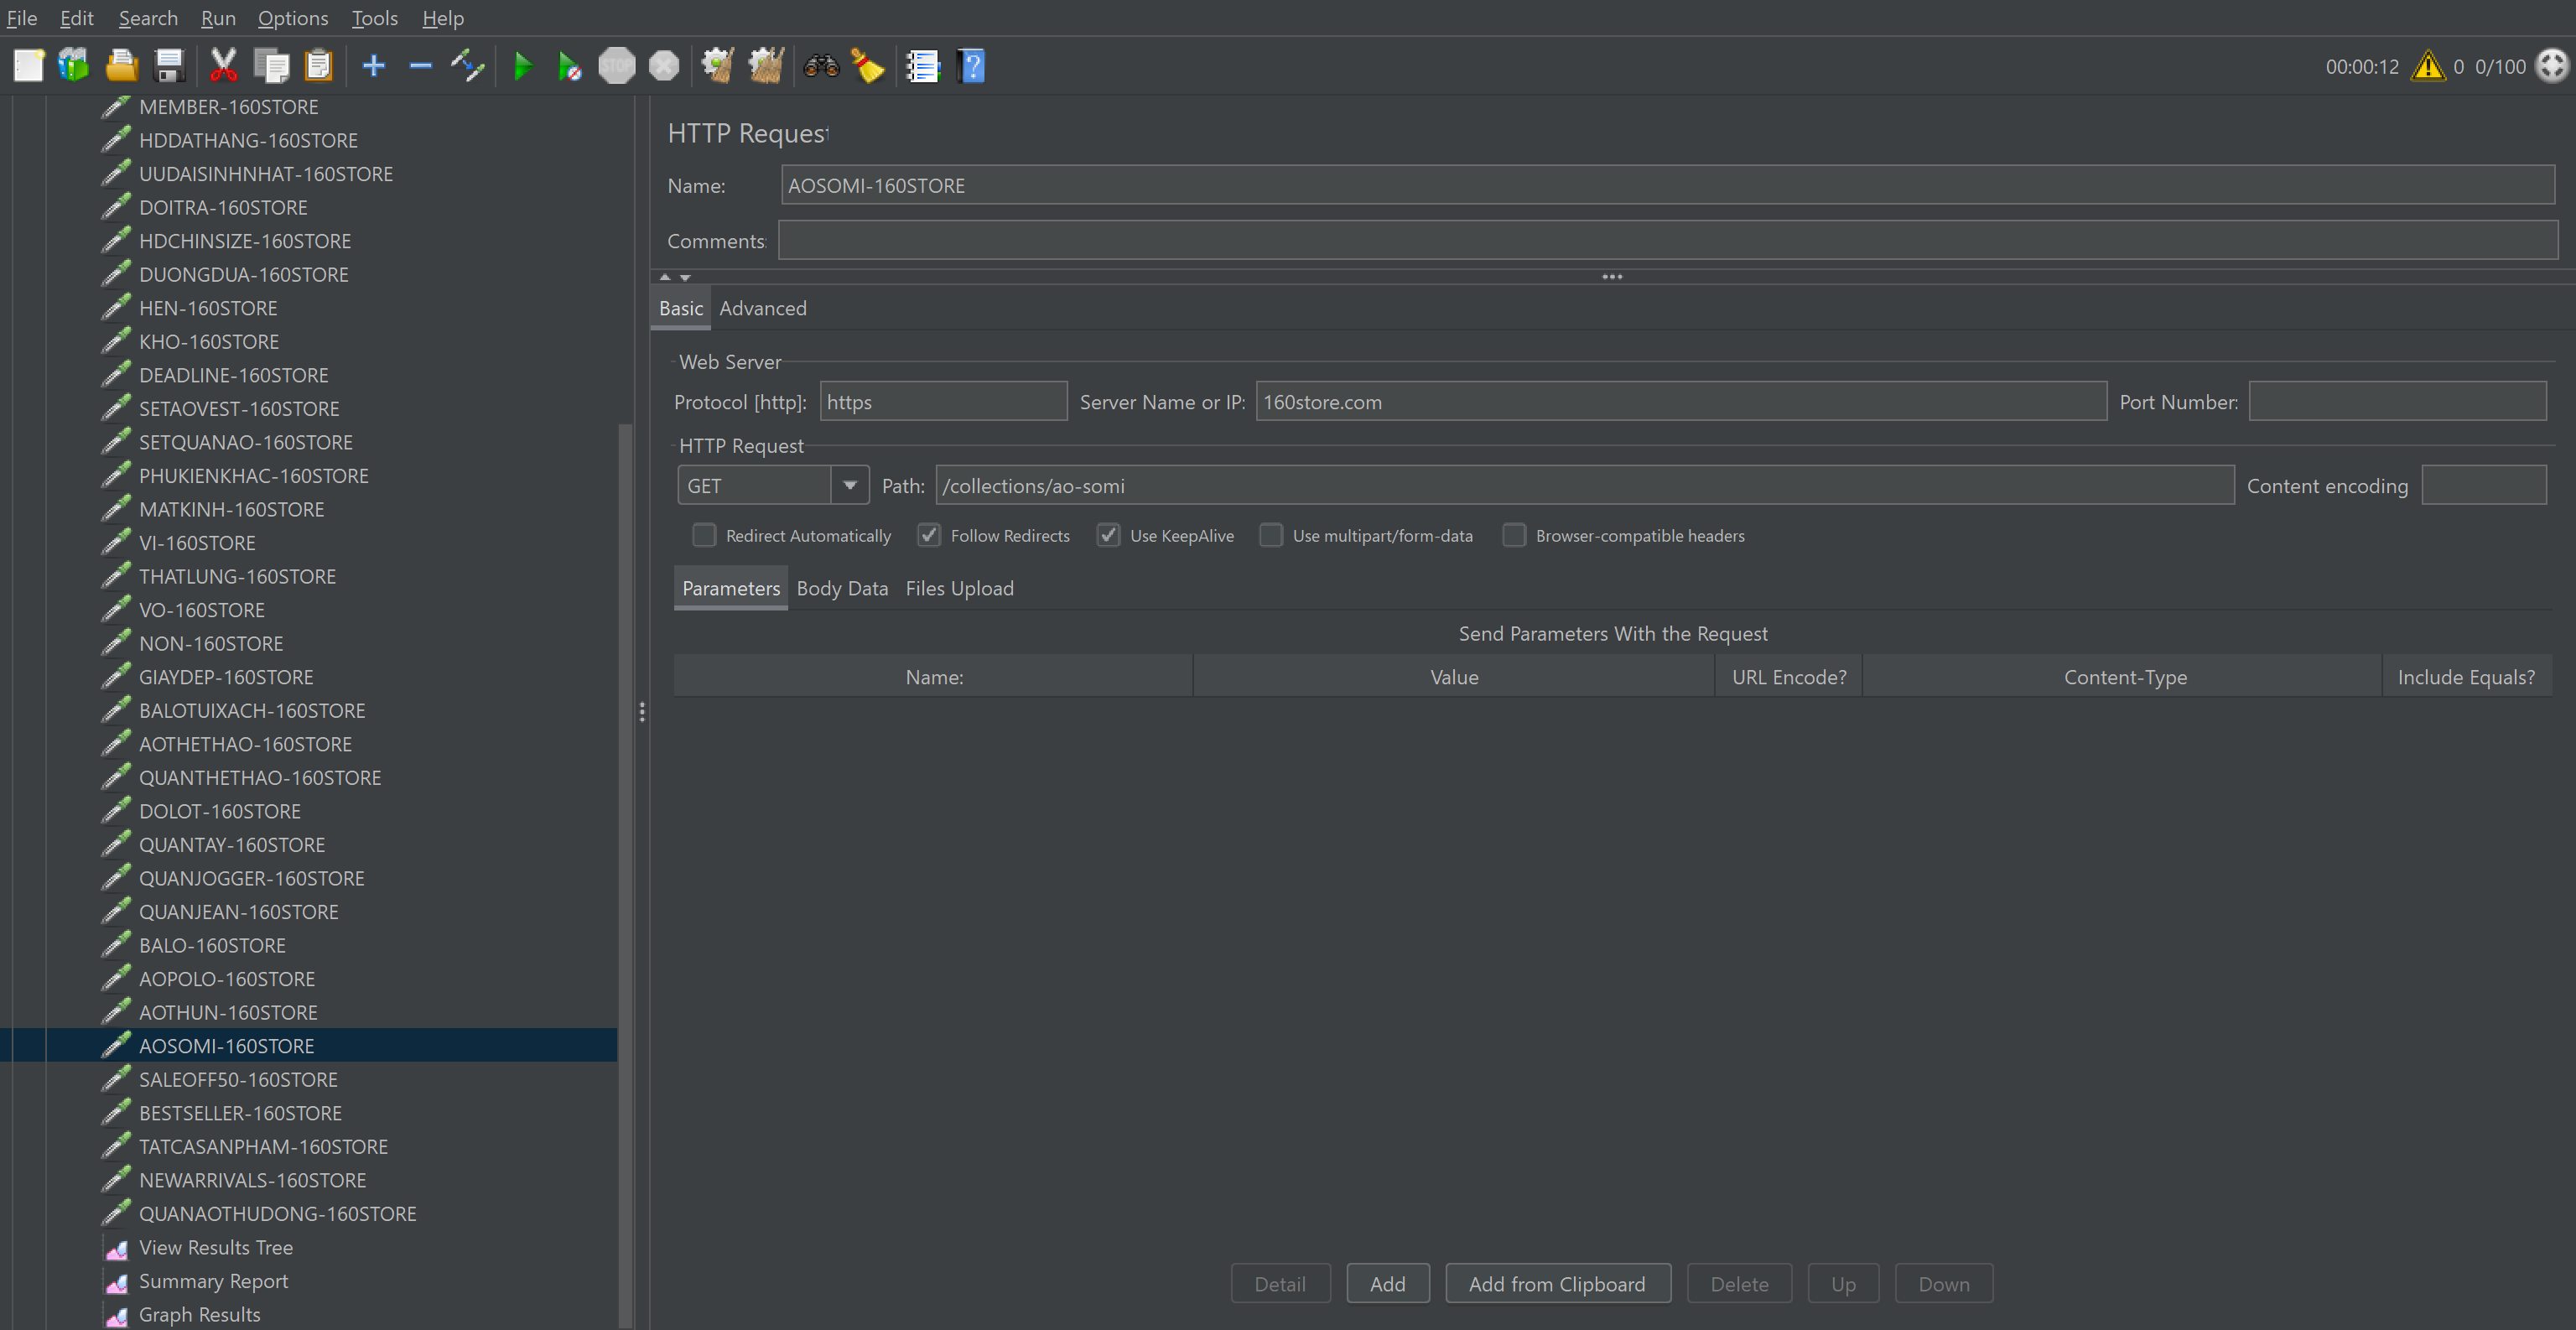 File Edit Search Run Options Tools Help
STOP ? 00:00:12 0 0/100
MEMBER-160STORE
HDDATHANG-160STORE
UUDAISINHNHAT-160STORE
DOITRA-160STORE
HDCHINSIZE-160STORE
DUONGDUA-160STORE
HEN-160STORE
KHO-160STORE
DEADLINE-160STORE
SETAOVEST-160STORE
SETQUANAO-160STORE
PHUKIENKHAC-160STORE
MATKINH-160STORE
VI-160STORE
THATLUNG-160STORE
VO-160STORE
NON-160STORE
GIAYDEP-160STORE
BALOTUIXACH-160STORE
AOTHETHAO-160STORE
QUANTHETHAO-160STORE
DOLOT-160STORE
QUANTAY-160STORE
QUANJOGGER-160STORE
QUANJEAN-160STORE
BALO-160STORE
AOPOLO-160STORE
AOTHUN-160STORE
AOSOMI-160STORE
SALEOFF50-160STORE
BESTSELLER-160STORE
TATCASANPHAM-160STORE
NEWARRIVALS-160STORE
QUANAOTHUDONG-160STORE
View Results Tree
Summary Report
Graph Results
HTTP Request
Name: AOSOMI-160STORE
Comments:
Basic Advanced
Web Server
Protocol [http]: https Server Name or IP: 160store.com Port Number:
HTTP Request
GET Path: /collections/ao-somi Content encoding
Redirect Automatically Follow Redirects Use KeepAlive Use multipart/form-data Browser-compatible headers
Parameters Body Data Files Upload
Send Parameters With the Request
Name: Value URL Encode? Content-Type Include Equals?
Detail Add Add from Clipboard Delete Up Down